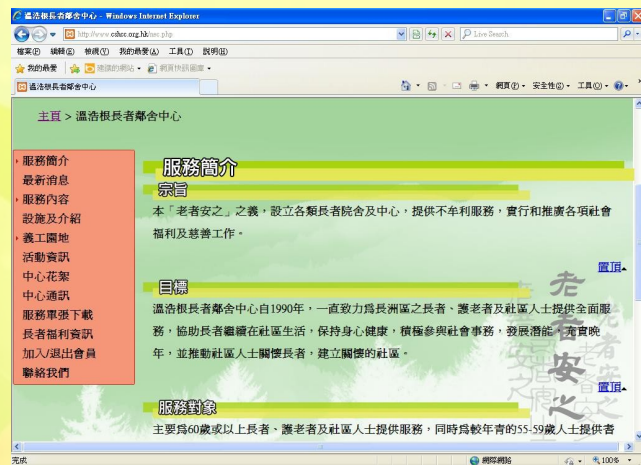 溫浩根長者鄰舍中心 - Windows Internet Explorer
http://www.cshcc.org.hk/nec.php
Live Search
檔案(F) 編輯(E) 檢視(V) 我的最愛(A) 工具(T) 說明(H)
我的最愛 建議的網站 網頁快訊圖庫
溫浩根長者鄰舍中心
網頁(P) 安全性(S) 工具(O)
主頁 > 溫浩根長者鄰舍中心
服務簡介
最新消息
服務內容
設施及介紹
義工園地
活動資訊
中心花絮
中心通訊
服務單張下載
長者福利資訊
加入/退出會員
聯絡我們
服務簡介
宗旨
本「老者安之」之義，設立各類長者院舍及中心，提供不牟利服務，實行和推廣各項社會
福利及慈善工作。
置頂
目標
溫浩根長者鄰舍中心自1990年，一直致力爲長洲區之長者、護老者及社區人士提供全面服
務，協助長者繼續在社區生活，保持身心健康，積極參與社會事務，發展潛能，充實晚
年，並推動社區人士關懷長者，建立關懷的社區。
置頂
老者安之
服務對象
主要爲60歲或以上長者、護老者及社區人士提供服務，同時爲較年青的55-59歲人士提供耆
完成
網際網路
100%